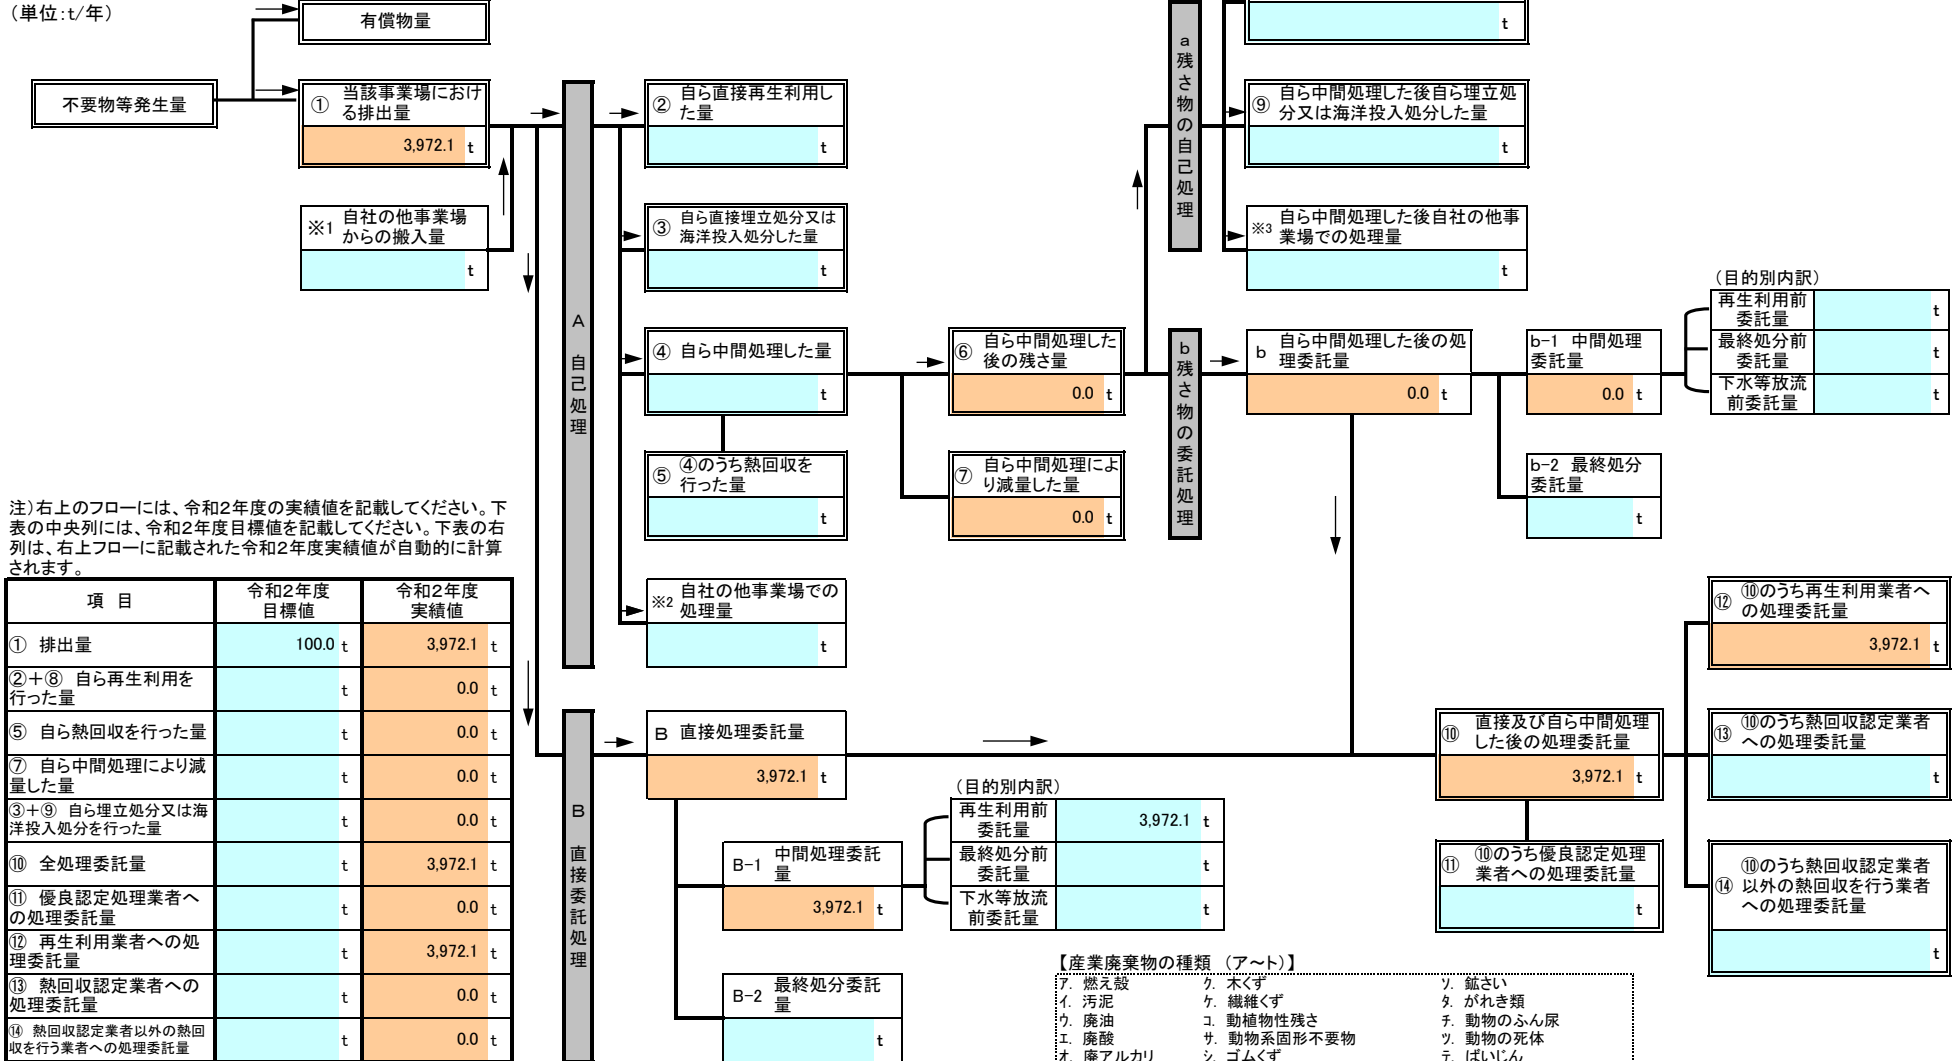 (単位:t/年)
有償物量
不要物等発生量
① 当該事業場におけ
る排出量
3,972.1 t
※1 自社の他事業場
からの搬入量
t
A 自己処理
② 自ら直接再生利用し
た量
t
③ 自ら直接埋立処分又は
海洋投入処分した量
t
④ 自ら中間処理した量
t
⑤ ④のうち熱回収を
行った量
t
※2 自社の他事業場での
処理量
t
⑥ 自ら中間処理した
後の残さ量
0.0 t
⑦ 自ら中間処理によ
り減量した量
0.0 t
a 残さ物の自己処理
t
⑨ 自ら中間処理した後自ら埋立処
分又は海洋投入処分した量
t
※3 自ら中間処理した後自社の他事
業場での処理量
t
b 残さ物の委託処理
b 自ら中間処理した後の処
理委託量
0.0 t
b-1 中間処理
委託量
0.0 t
(目的別内訳)
再生利用前
委託量
t
最終処分前
委託量
t
下水等放流
前委託量
t
b-2 最終処分
委託量
t
注)右上のフローには、令和2年度の実績値を記載してください。下
表の中央列には、令和2年度目標値を記載してください。下表の右
列は、右上フローに記載された令和2年度実績値が自動的に計算
されます。
項 目
令和2年度
目標値
令和2年度
実績値
① 排出量 100.0 t 3,972.1 t
②+⑧ 自ら再生利用を
行った量
t 0.0 t
⑤ 自ら熱回収を行った量 t 0.0 t
⑦ 自ら中間処理により減
量した量
t 0.0 t
③+⑨ 自ら埋立処分又は海
洋投入処分を行った量
t 0.0 t
⑩ 全処理委託量 t 3,972.1 t
⑪ 優良認定処理業者へ
の処理委託量
t 0.0 t
⑫ 再生利用業者への処
理委託量
t 3,972.1 t
⑬ 熱回収認定業者への
処理委託量
t 0.0 t
⑭ 熱回収認定業者以外の熱回
収を行う業者への処理委託量
t 0.0 t
B 直接委託処理
B 直接処理委託量
3,972.1 t
B-1 中間処理委託
量
3,972.1 t
(目的別内訳)
再生利用前
委託量
3,972.1 t
最終処分前
委託量
t
下水等放流
前委託量
t
B-2 最終処分委託
量
t
⑩ 直接及び自ら中間処理
した後の処理委託量
3,972.1 t
⑪ ⑩のうち優良認定処理
業者への処理委託量
t
⑫ ⑩のうち再生利用業者へ
の処理委託量
3,972.1 t
⑬ ⑩のうち熱回収認定業者
への処理委託量
t
⑭ ⑩のうち熱回収認定業者
以外の熱回収を行う業者
への処理委託量
t
【産業廃棄物の種類 (ア~ト)】
ア. 燃え殻 ク. 木くず ソ. 鉱さい
イ. 汚泥 ケ. 繊維くず タ. がれき類
ウ. 廃油 コ. 動植物性残さ チ. 動物のふん尿
エ. 廃酸 サ. 動物系固形不要物 ツ. 動物の死体
オ. 廃アルカリ シ. ゴムくず テ. ばいじん